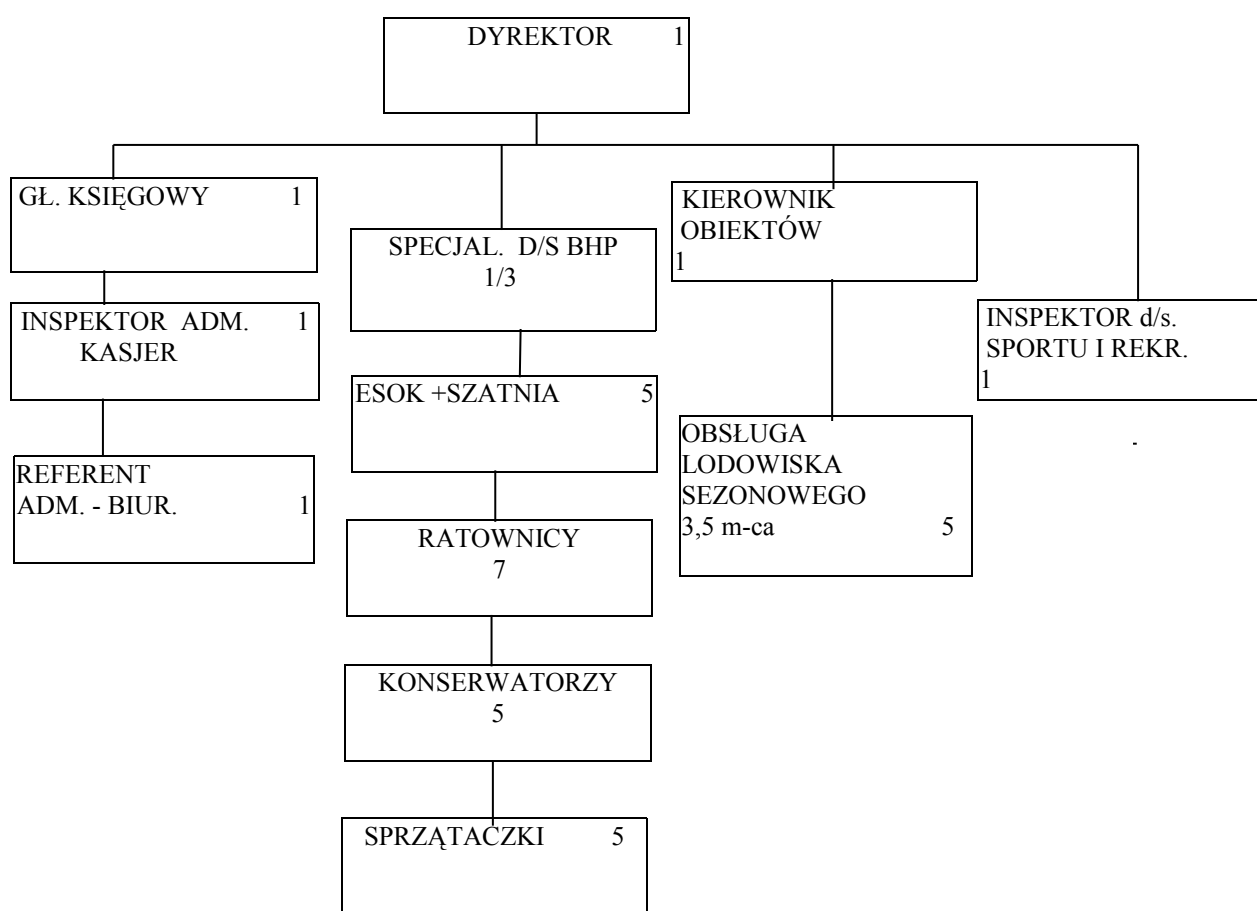 DYREKTOR 1
GŁ. KSIĘGOWY 1
SPECJAL. D/S BHP
1/3
KIEROWNIK
OBIEKTÓW
1
INSPEKTOR ADM. 1
KASJER
INSPEKTOR d/s.
SPORTU I REKR.
1
ESOK +SZATNIA 5
OBSŁUGA
LODOWISKA
SEZONOWEGO
3,5 m-ca 5
REFERENT
ADM. - BIUR. 1
RATOWNICY
7
KONSERWATORZY
5
SPRZĄTACZKI 5